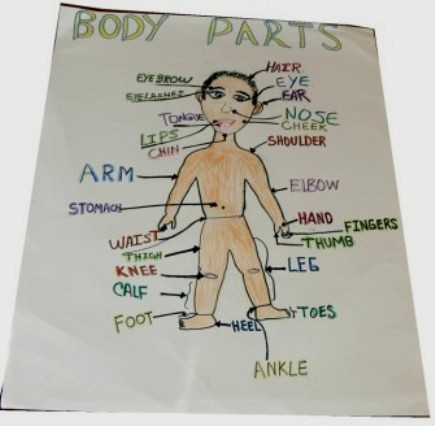 BODY PARTS
HAIR
EYEBROW
EYE
EYELASHES
EAR
TONGUE
NOSE
CHEEK
LIPS
SHOULDER
CHIN
ARM
ELBOW
STOMACH
HAND
FINGERS
WAIST
THUMB
THIGH
KNEE
LEG
CALF
TOES
FOOT
HEEL
ANKLE